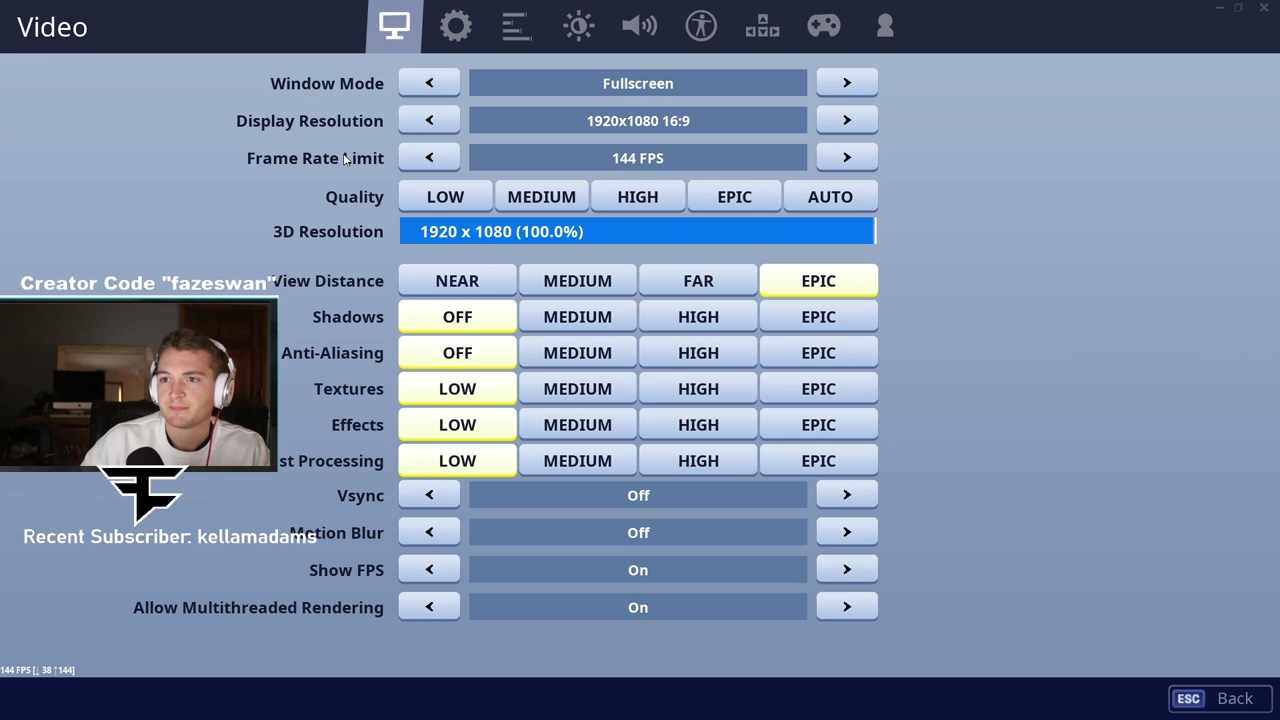 Video
Window Mode
Fullscreen
Display Resolution
1920x1080 16:9
Frame Rate Limit
144 FPS
Quality
LOW MEDIUM HIGH EPIC AUTO
3D Resolution
1920 x 1080 (100.0%)
Creator Code "fazeswan"
View Distance
NEAR MEDIUM FAR EPIC
Shadows
OFF MEDIUM HIGH EPIC
Anti-Aliasing
OFF MEDIUM HIGH EPIC
Textures
LOW MEDIUM HIGH EPIC
Effects
LOW MEDIUM HIGH EPIC
st Processing
LOW MEDIUM HIGH EPIC
Vsync
Off
Recent Subscriber: kellamadams
Motion Blur
Off
Show FPS
On
Allow Multithreaded Rendering
On
144 FPS [↓ 38 ↑144]
ESC Back